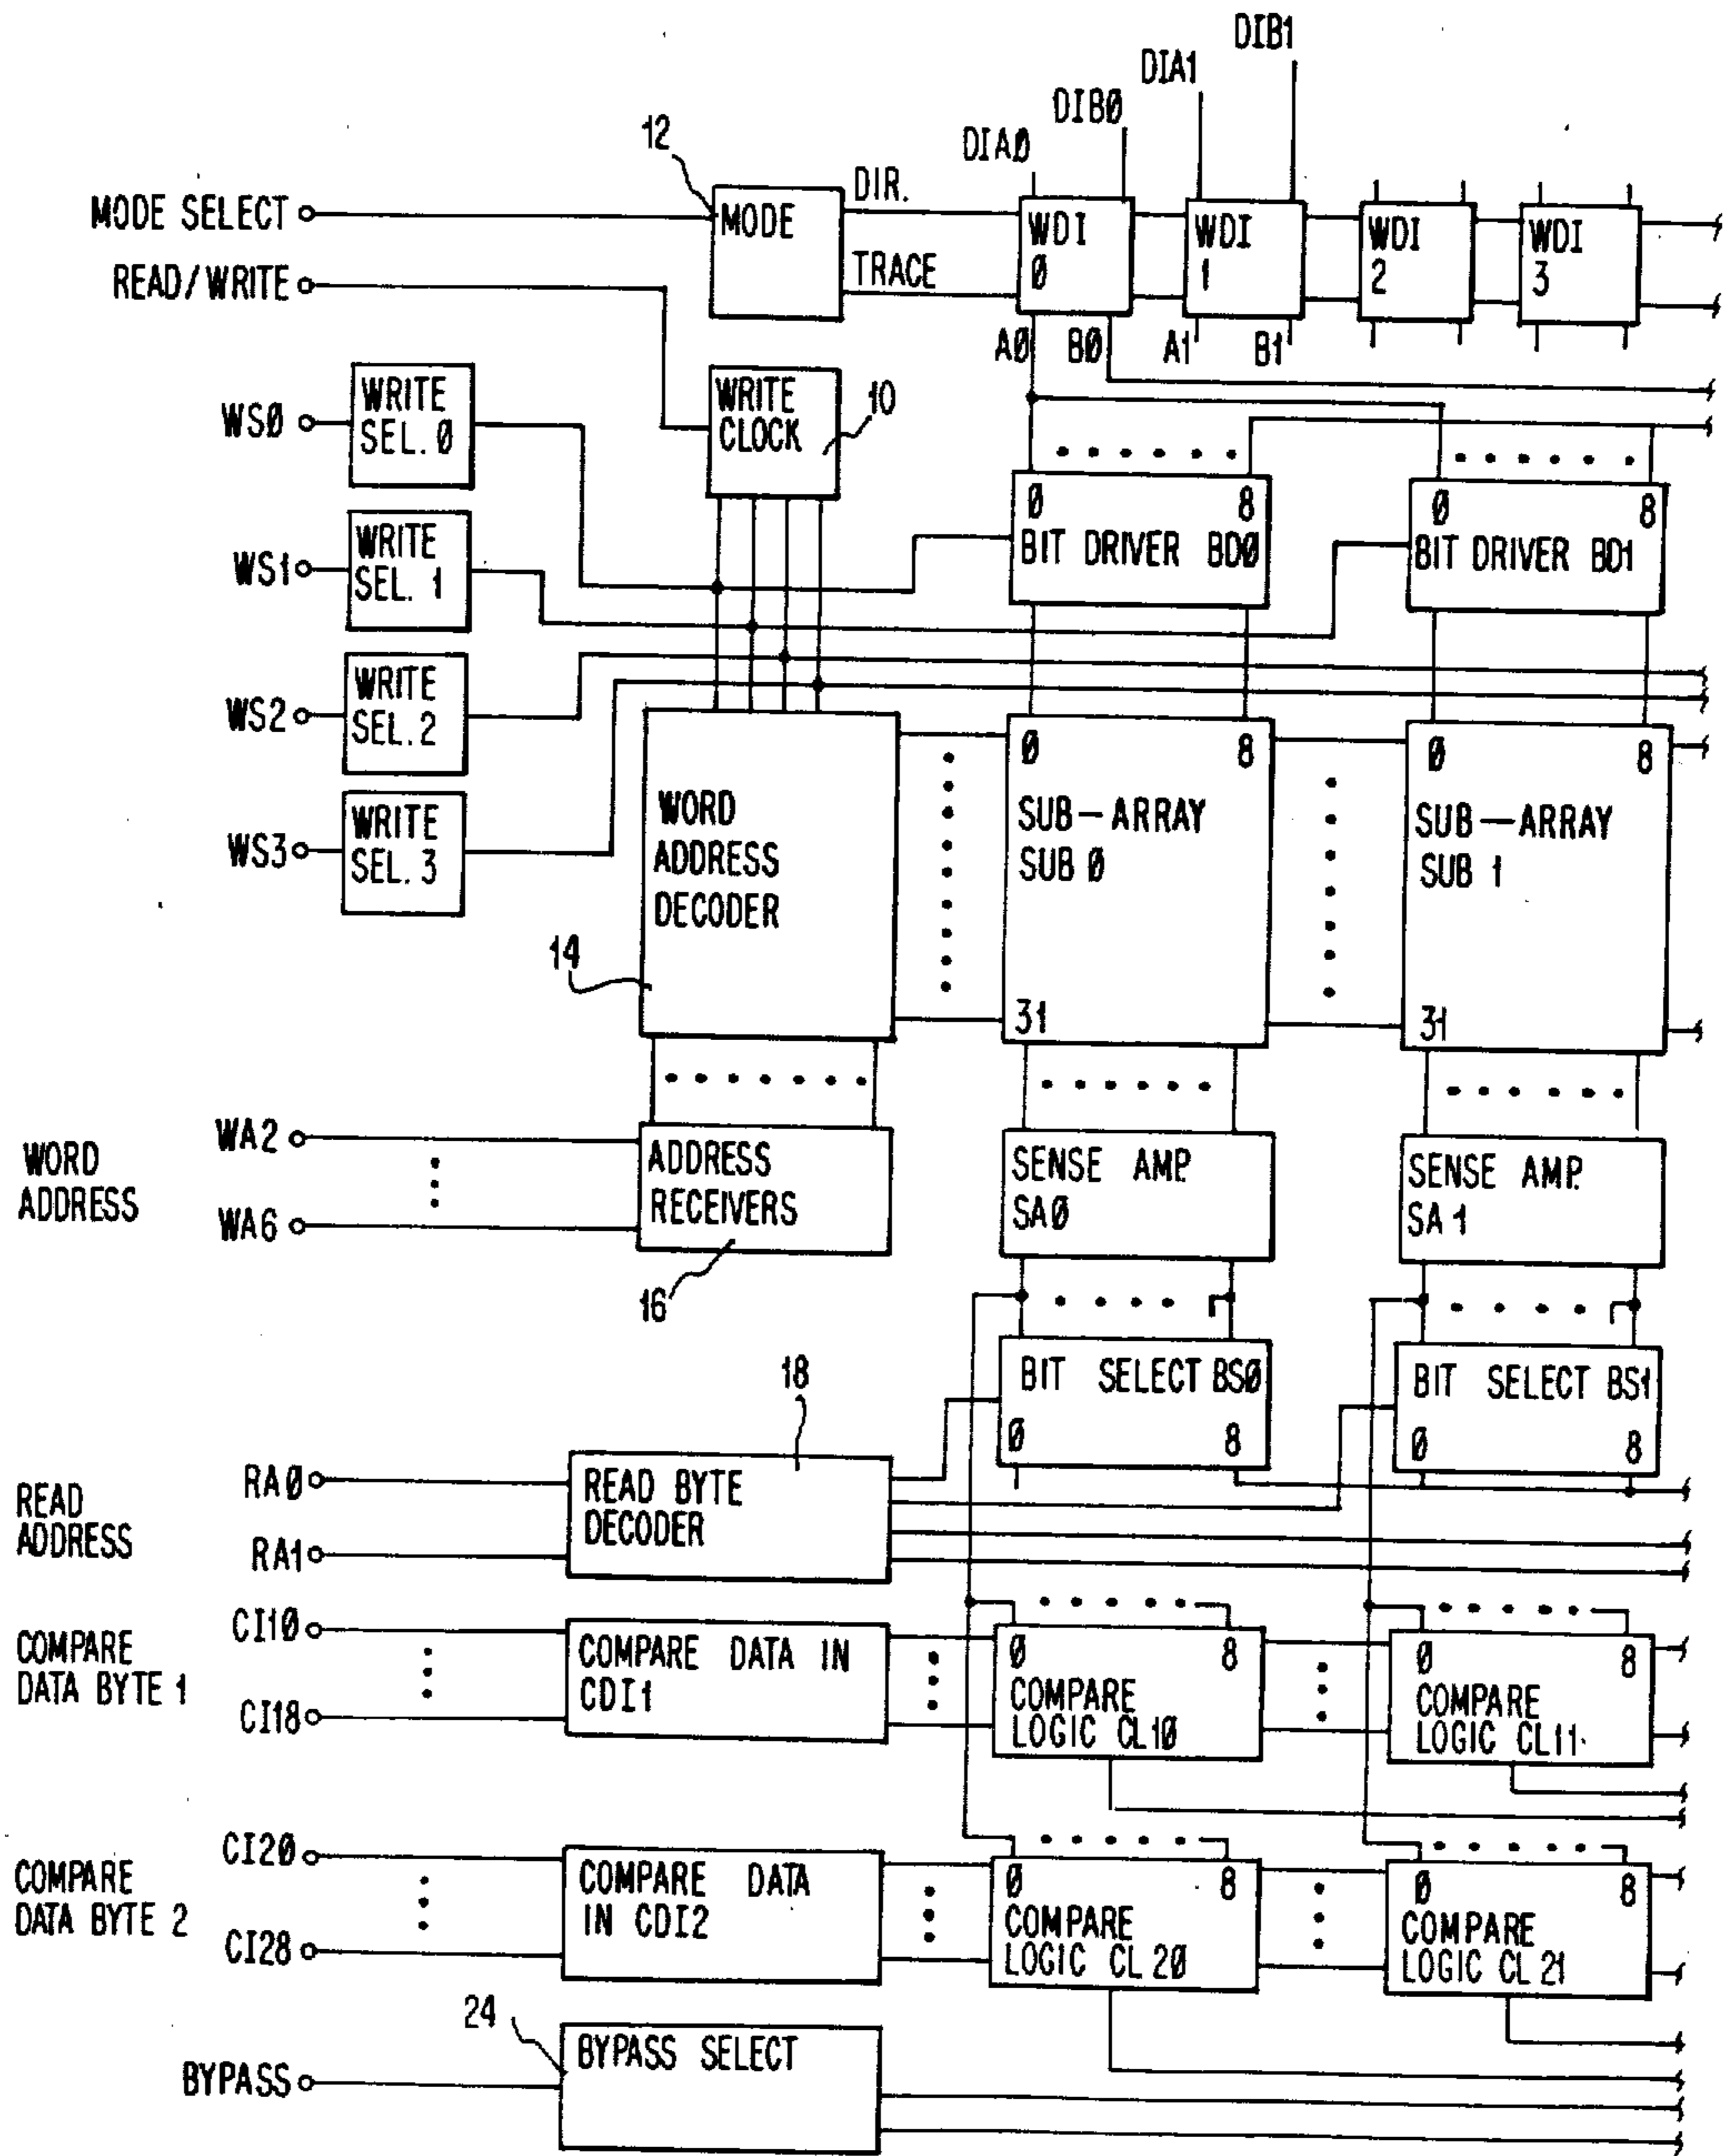 DIB1
DIA1
DIBØ
DIAØ
12
MODE SELECT
MODE
DIR.
TRACE
WDI
Ø
WDI
1
WDI
2
WDI
3
READ/WRITE
AØ
BØ
A1
B1
WSØ
WRITE
SEL. Ø
WRITE
CLOCK
10
Ø
8
BIT DRIVER BDØ
Ø
8
BIT DRIVER BD1
WS1
WRITE
SEL. 1
WS2
WRITE
SEL. 2
WS3
WRITE
SEL. 3
WORD
ADDRESS
DECODER
14
Ø
8
SUB-ARRAY
SUB Ø
31
Ø
8
SUB-ARRAY
SUB 1
31
WORD
ADDRESS
WA2
WA6
ADDRESS
RECEIVERS
16
SENSE AMP.
SAØ
SENSE AMP.
SA 1
BIT SELECT BSØ
Ø
8
BIT SELECT BS1
Ø
8
18
READ
ADDRESS
RAØ
RA1
READ BYTE
DECODER
COMPARE
DATA BYTE 1
CI1Ø
CI18
COMPARE DATA IN
CDI1
Ø
8
COMPARE
LOGIC CL1Ø
Ø
8
COMPARE
LOGIC CL11
COMPARE
DATA BYTE 2
CI2Ø
CI28
COMPARE DATA
IN CDI2
Ø
8
COMPARE
LOGIC CL 2Ø
Ø
8
COMPARE
LOGIC CL 21
24
BYPASS
BYPASS SELECT